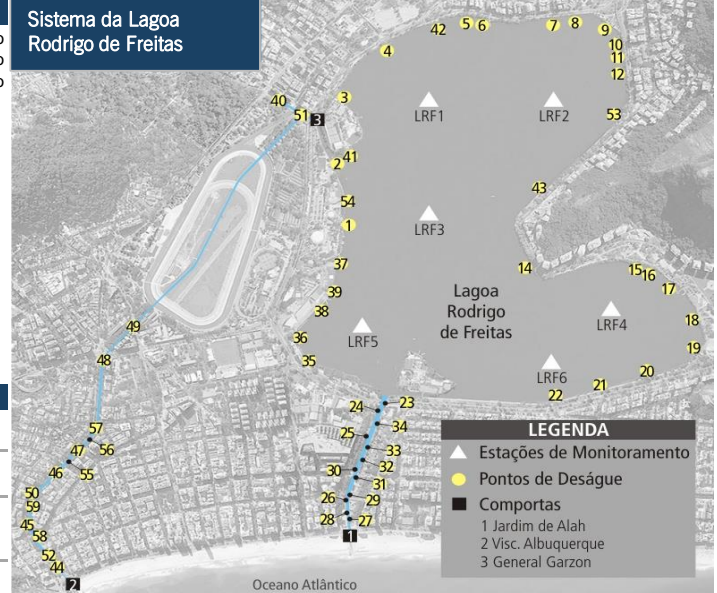 Sistema da Lagoa
Rodrigo de Freitas
o
o
o
42 5 6 7 8 9
4 10
11
12
40 3
51 3 LRF1 LRF2 53
2 41
43
54
1 LRF3
37 14 15 16
17
39 Lagoa
Rodrigo
de Freitas
38 LRF4 18
49 36 LRF5
19
48 35 LRF6 20
22 21
24 23
57 25 34
56
47 33
46 55 30 32
31
50 26 29
59
45 28 27
58 1
52
44
2
Oceano Atlântico
LEGENDA
Estações de Monitoramento
Pontos de Deságue
Comportas
1 Jardim de Alah
2 Visc. Albuquerque
3 General Garzon